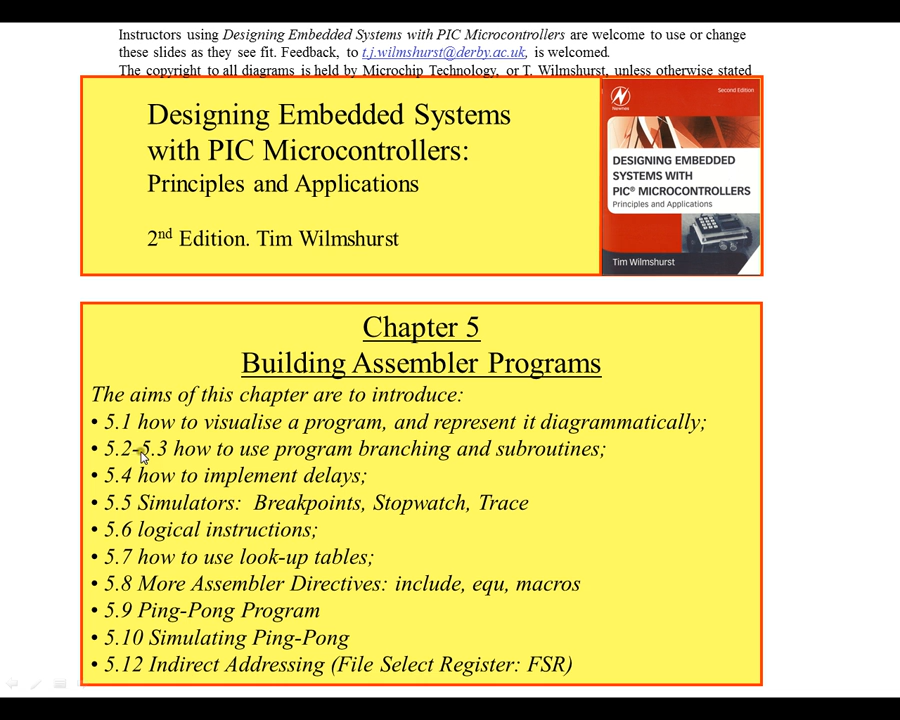 Instructors using Designing Embedded Systems with PIC Microcontrollers are welcome to use or change
these slides as they see fit. Feedback, to t.j.wilmshurst@derby.ac.uk, is welcomed.
The copyright to all diagrams is held by Microchip Technology, or T. Wilmshurst, unless otherwise stated
Designing Embedded Systems
with PIC Microcontrollers:
Principles and Applications
2nd Edition. Tim Wilmshurst
Newnes
Second Edition
DESIGNING EMBEDDED
SYSTEMS WITH
PIC® MICROCONTROLLERS
Principles and Applications
Tim Wilmshurst
Chapter 5
Building Assembler Programs
The aims of this chapter are to introduce:
• 5.1 how to visualise a program, and represent it diagrammatically;
• 5.2-5.3 how to use program branching and subroutines;
• 5.4 how to implement delays;
• 5.5 Simulators: Breakpoints, Stopwatch, Trace
• 5.6 logical instructions;
• 5.7 how to use look-up tables;
• 5.8 More Assembler Directives: include, equ, macros
• 5.9 Ping-Pong Program
• 5.10 Simulating Ping-Pong
• 5.12 Indirect Addressing (File Select Register: FSR)